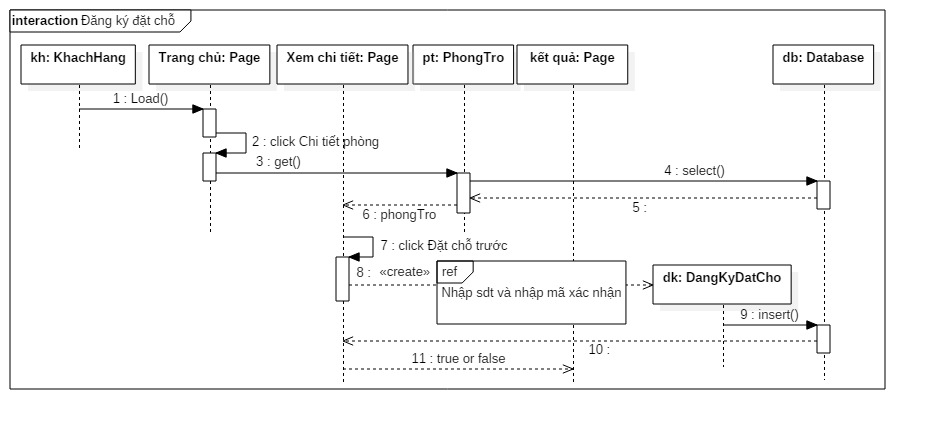 interaction Đăng ký đặt chỗ
kh: KhachHang
Trang chủ: Page
Xem chi tiết: Page
pt: PhongTro
kết quả: Page
db: Database
1 : Load()
2 : click Chi tiết phòng
3 : get()
4 : select()
5 :
6 : phongTro
7 : click Đặt chỗ trước
8 : «create»
ref
Nhập sdt và nhập mã xác nhận
dk: DangKyDatCho
9 : insert()
10 :
11 : true or false